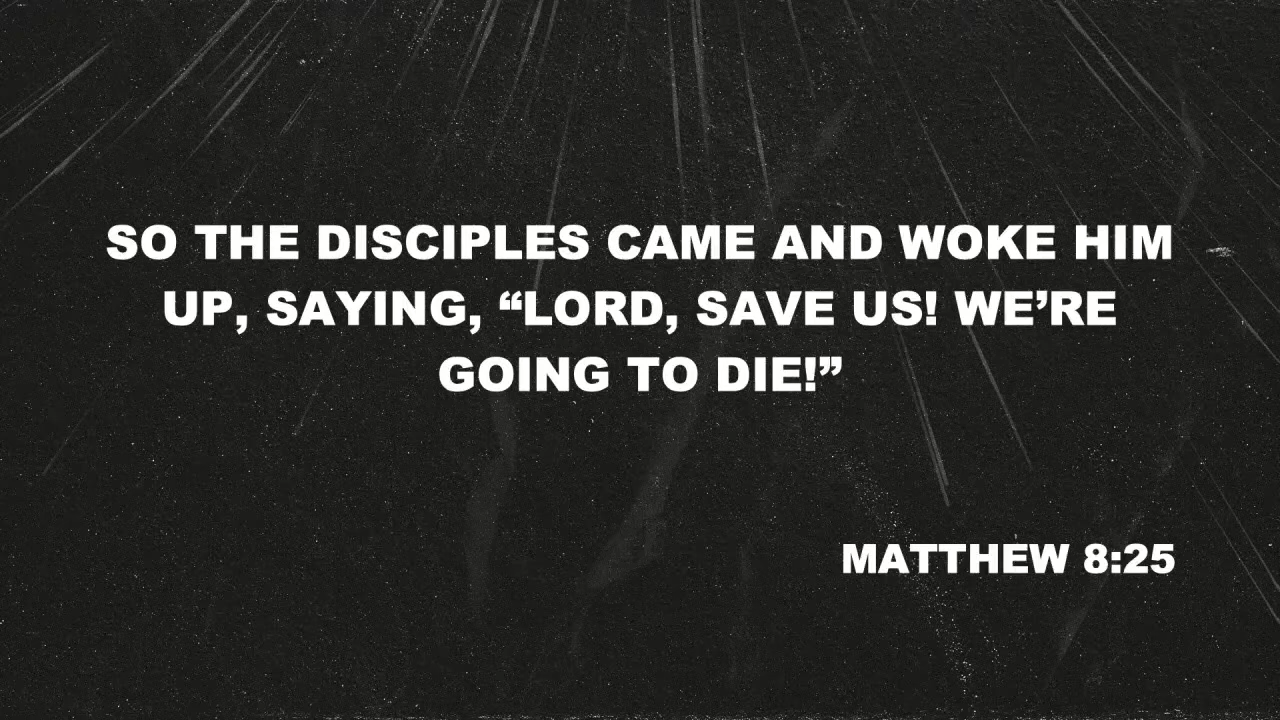 SO THE DISCIPLES CAME AND WOKE HIM
UP, SAYING, “LORD, SAVE US! WE’RE
GOING TO DIE!”
MATTHEW 8:25